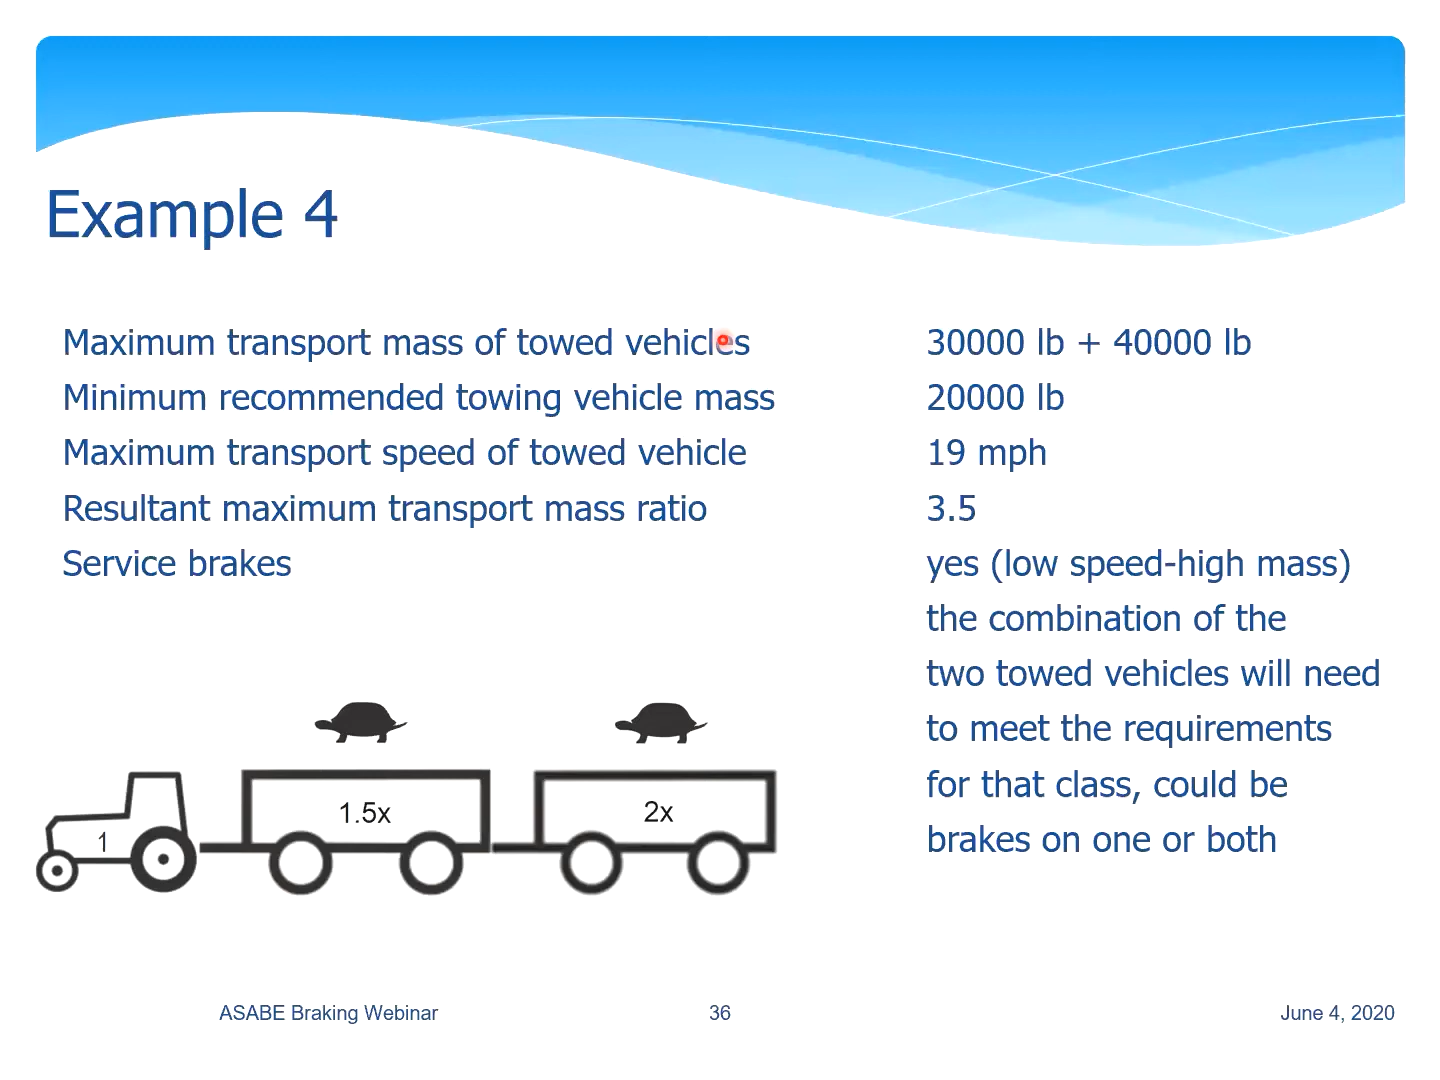 Example 4
Maximum transport mass of towed vehicles 30000 lb + 40000 lb
Minimum recommended towing vehicle mass 20000 lb
Maximum transport speed of towed vehicle 19 mph
Resultant maximum transport mass ratio 3.5
Service brakes yes (low speed-high mass)
the combination of the
two towed vehicles will need
to meet the requirements
for that class, could be
brakes on one or both
1 1.5x 2x
ASABE Braking Webinar 36 June 4, 2020